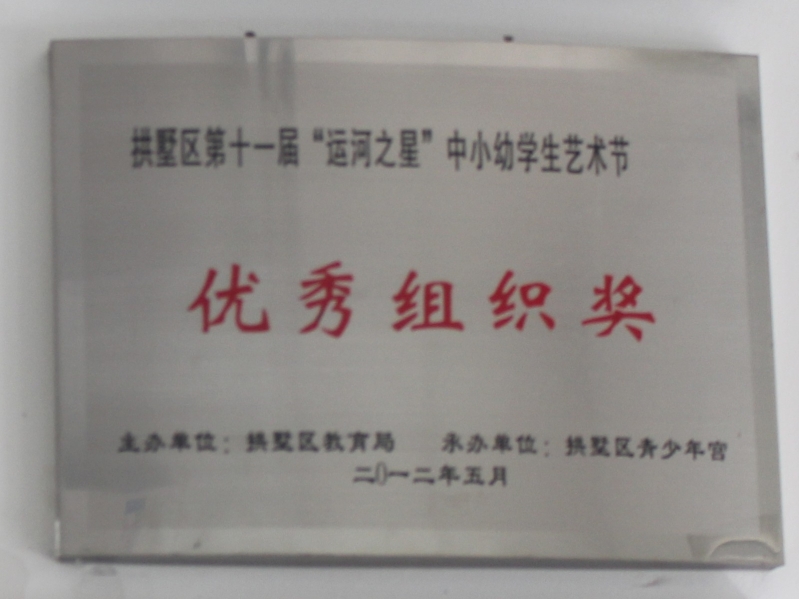 拱墅区第十一届“运河之星”中小幼学生艺术节
优秀组织奖
主办单位：拱墅区教育局 承办单位：拱墅区青少年宫
二0一二年五月